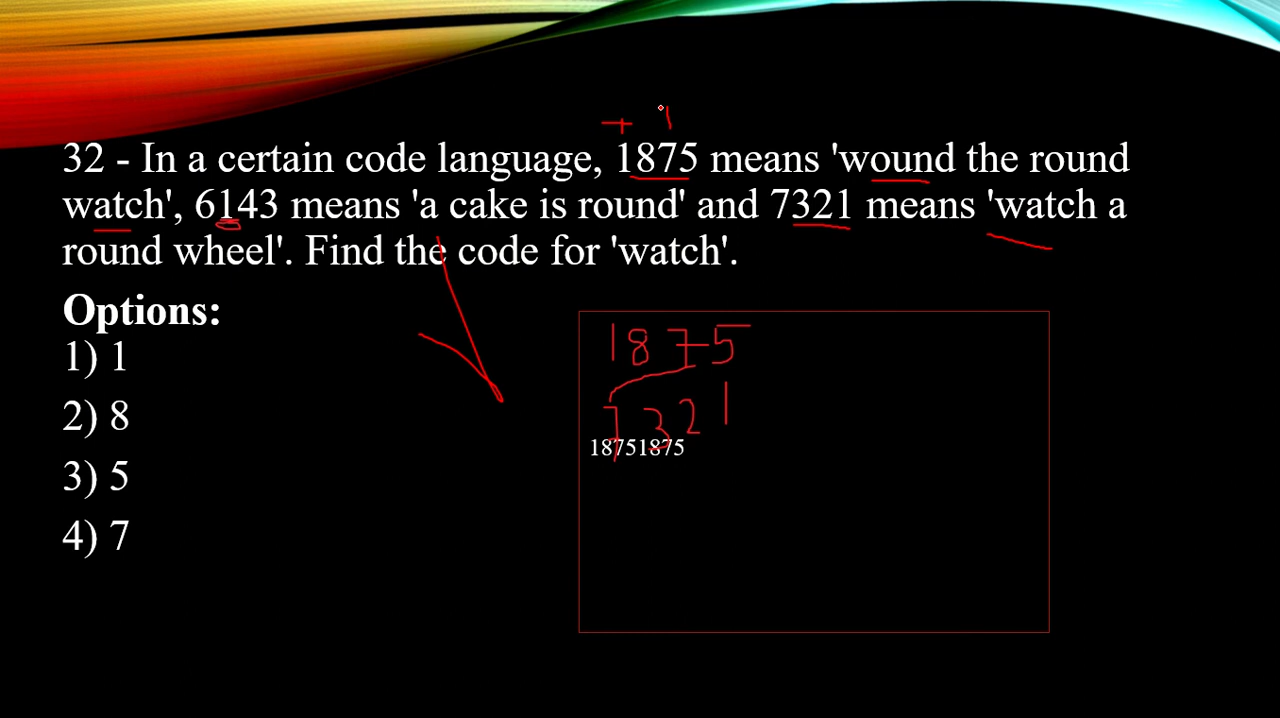 + 1
32 - In a certain code language, 1875 means 'wound the round
watch', 6143 means 'a cake is round' and 7321 means 'watch a
round wheel'. Find the code for 'watch'.
Options:
1) 1
2) 8
3) 5
4) 7
1875
7321
18751875